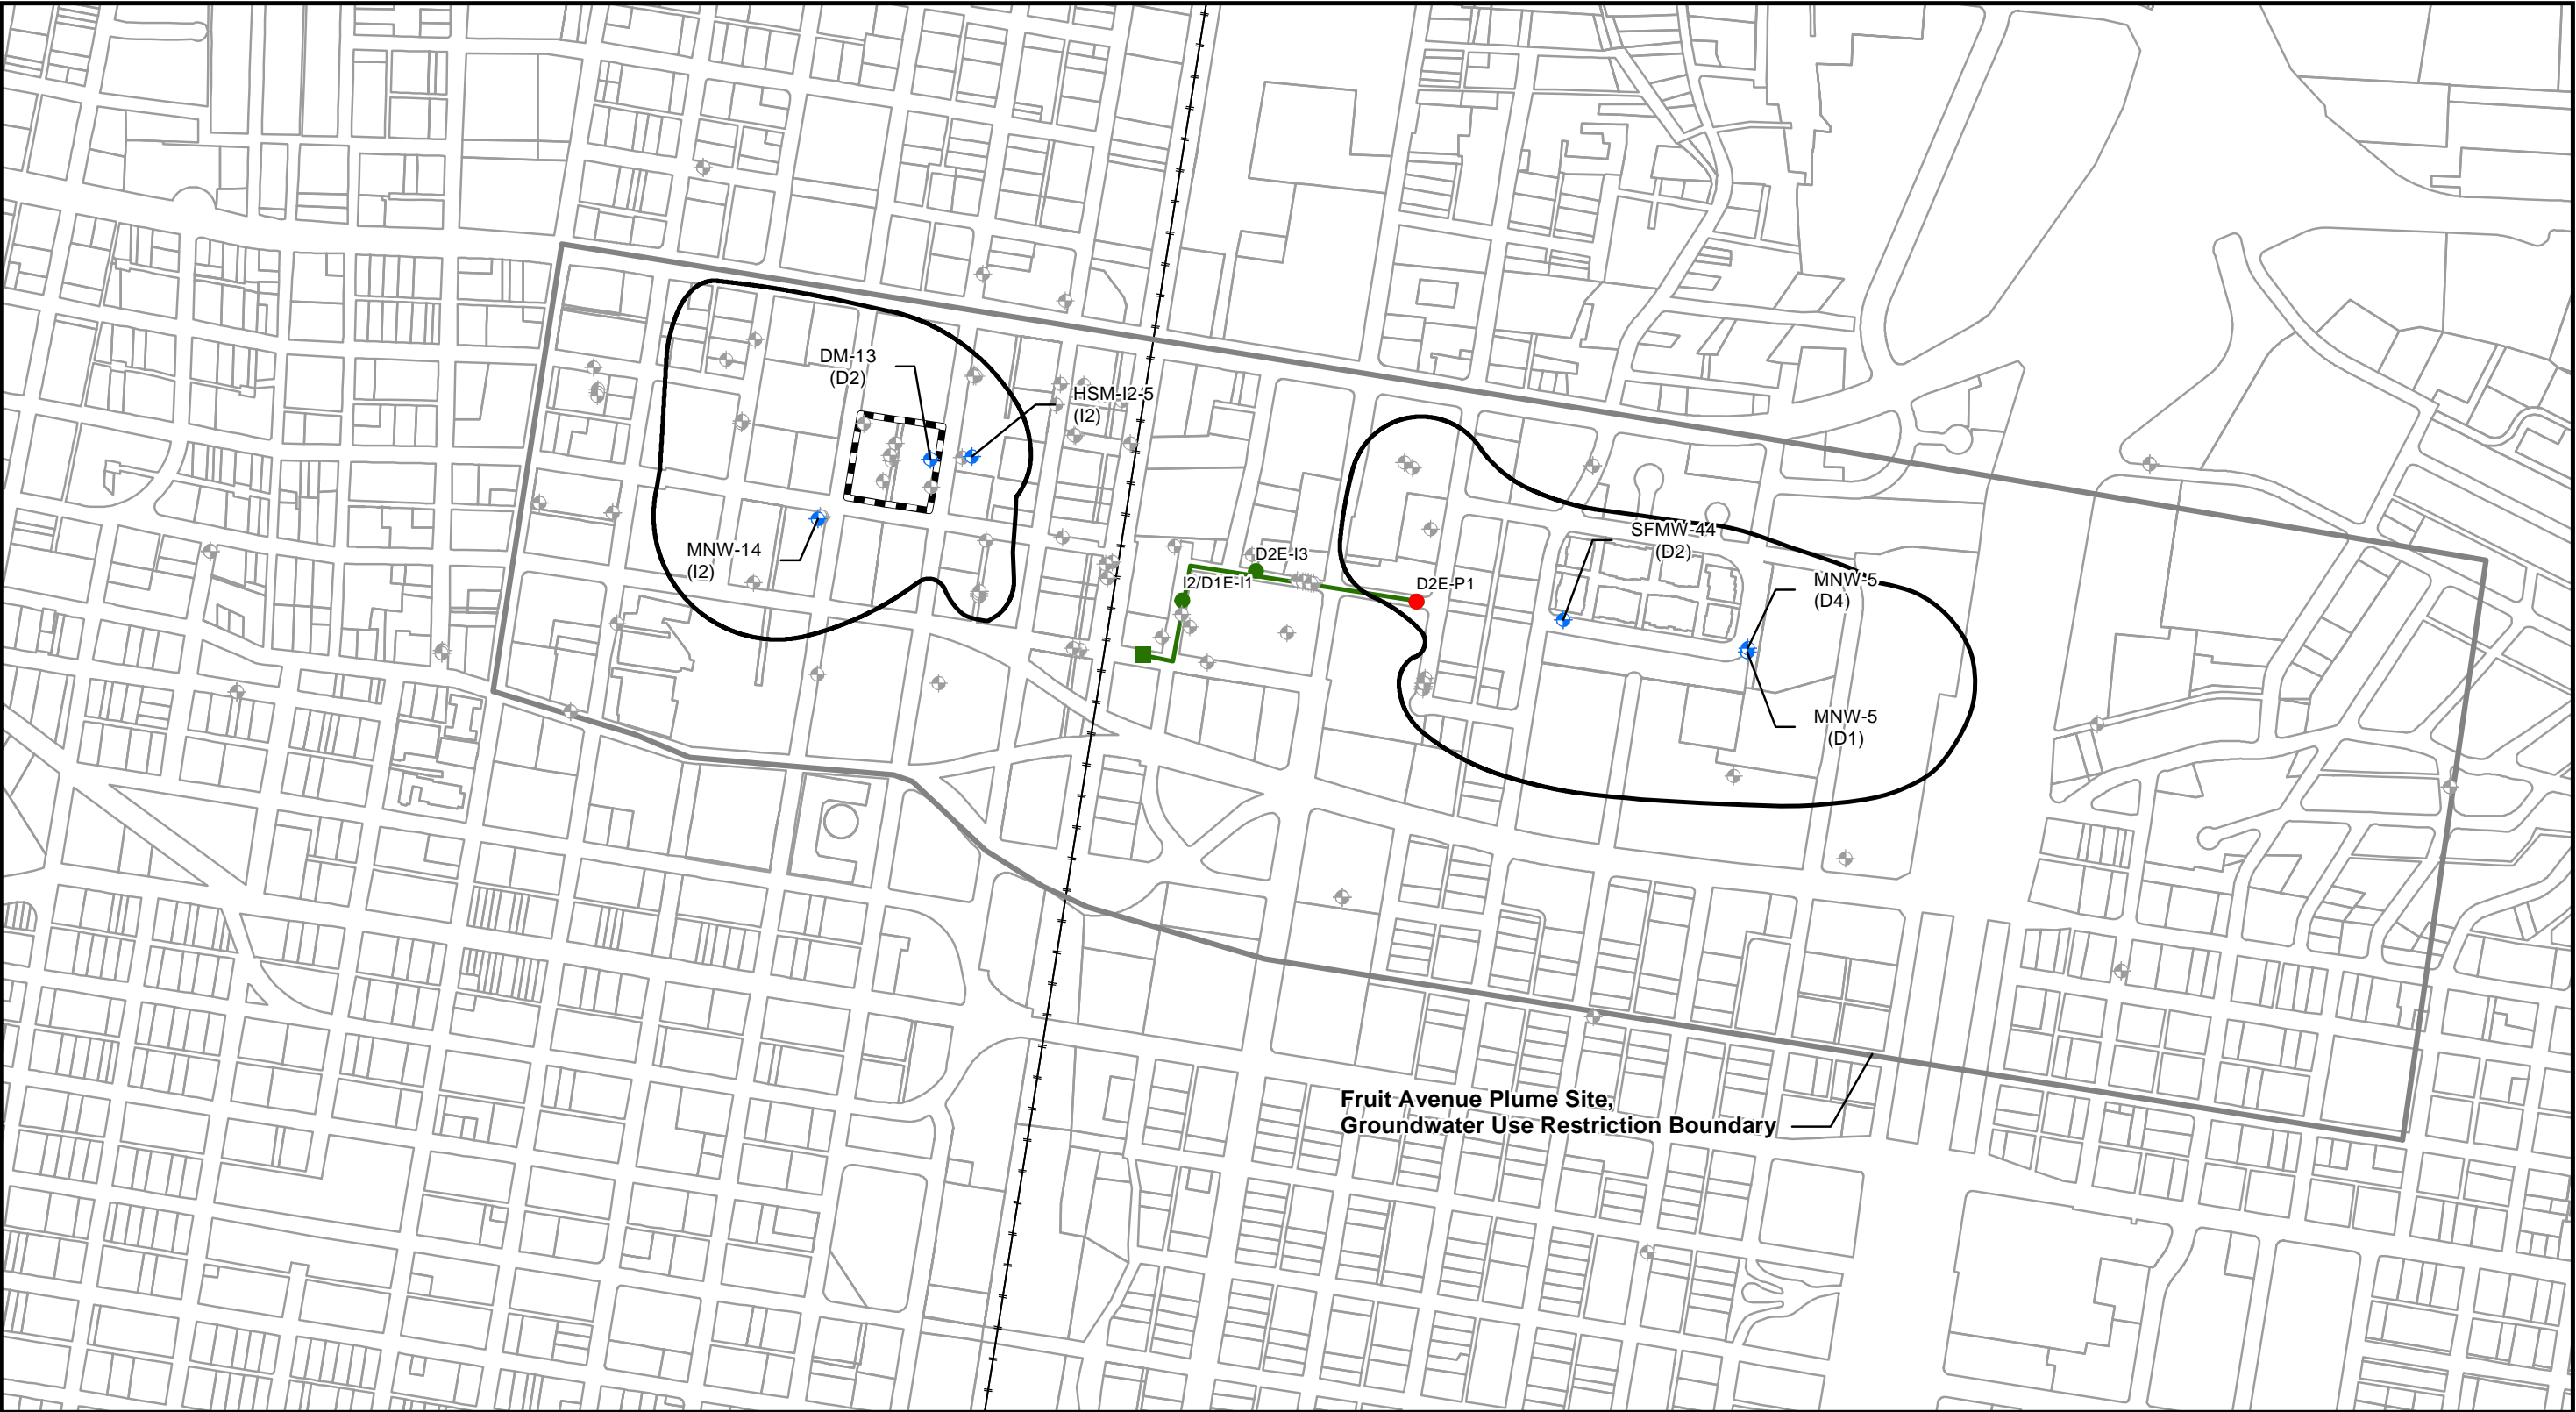 DM-13
(D2)
HSM-I2-5
(I2)
MNW-14
(I2)
D2E-I3
I2/D1E-I1
D2E-P1
SFMW-44
(D2)
MNW-5
(D4)
MNW-5
(D1)
Fruit Avenue Plume Site,
Groundwater Use Restriction Boundary